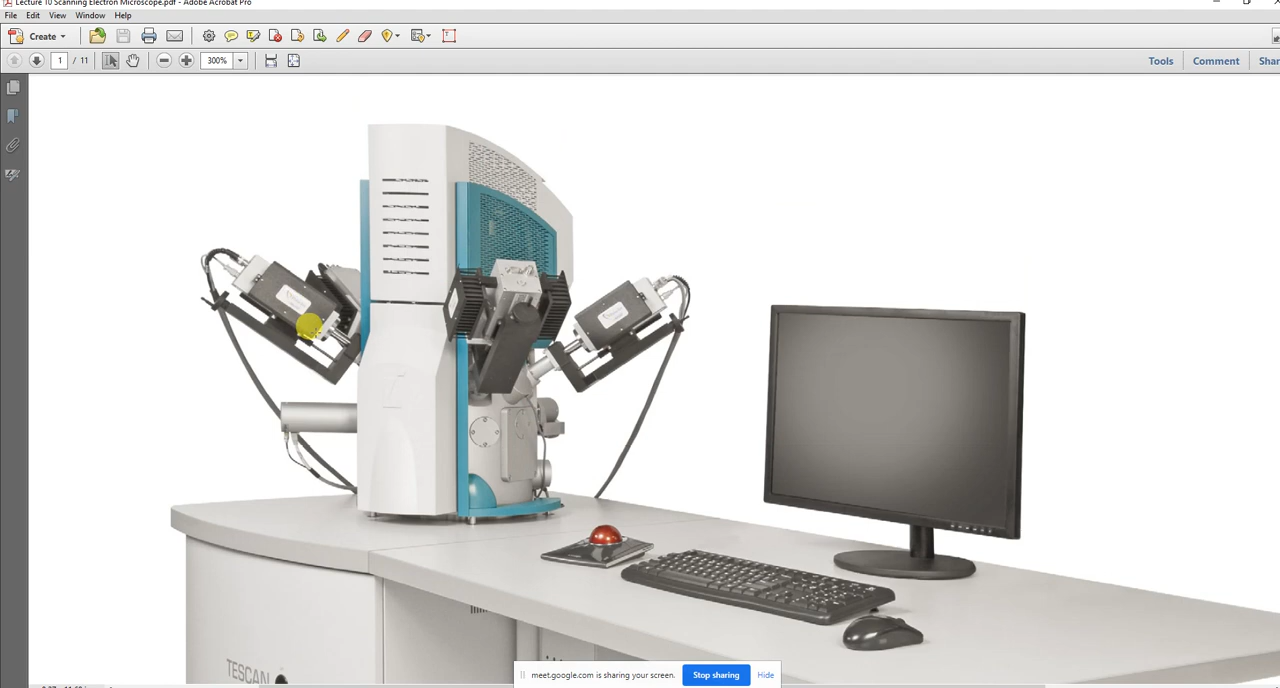 Lecture 10 Scanning Electron Microscope.pdf - Adobe Acrobat Pro
File Edit View Window Help
Create
1 / 11 300% Tools Comment Shar
TESCAN
meet.google.com is sharing your screen. Stop sharing Hide